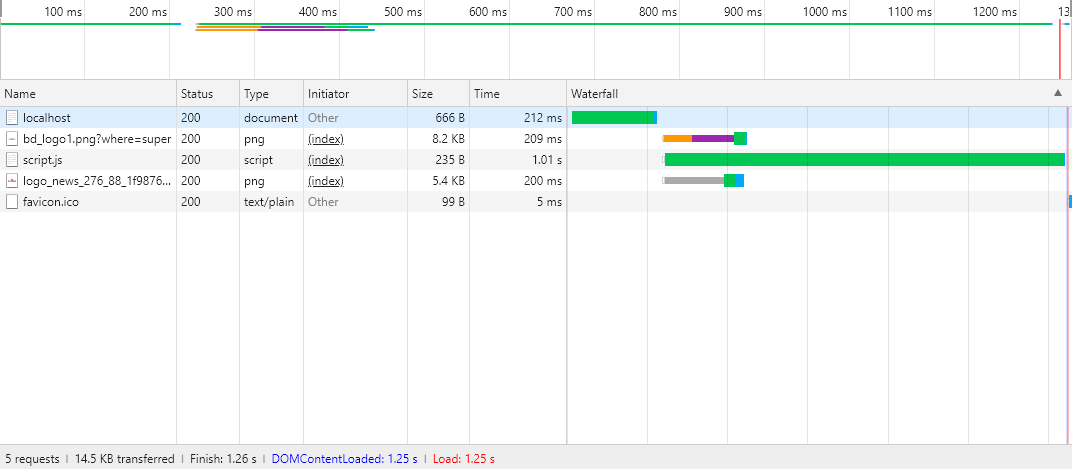 100 ms 200 ms 300 ms 400 ms 500 ms 600 ms 700 ms 800 ms 900 ms 1000 ms 1100 ms 1200 ms 13
Name Status Type Initiator Size Time Waterfall ▲
localhost 200 document Other 666 B 212 ms
bd_logo1.png?where=super 200 png (index) 8.2 KB 209 ms
script.js 200 script (index) 235 B 1.01 s
logo_news_276_88_1f9876... 200 png (index) 5.4 KB 200 ms
favicon.ico 200 text/plain Other 99 B 5 ms
5 requests | 14.5 KB transferred | Finish: 1.26 s | DOMContentLoaded: 1.25 s | Load: 1.25 s